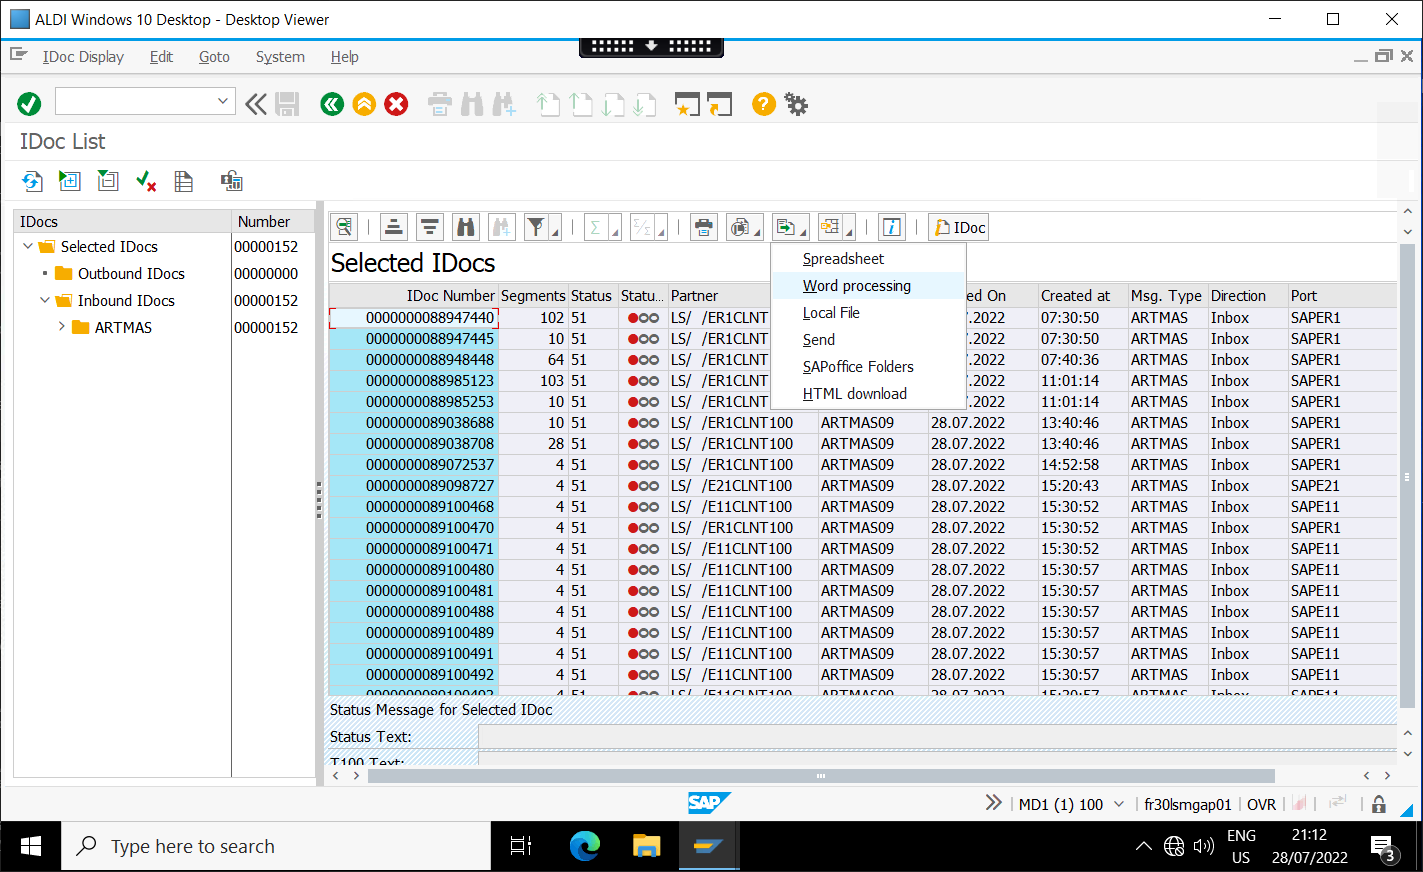 ALDI Windows 10 Desktop - Desktop Viewer
IDoc Display Edit Goto System Help
IDoc List
IDocs Number
Selected IDocs 00000152
Outbound IDocs 00000000
Inbound IDocs 00000152
ARTMAS 00000152
IDoc
Selected IDocs
Spreadsheet
Word processing
Local File
Send
SAPoffice Folders
HTML download
IDoc Number Segments Status Statu... Partner ed On Created at Msg. Type Direction Port
0000000088947440 102 51 LS/ /ER1CLNT .2022 07:30:50 ARTMAS Inbox SAPER1
0000000088947445 10 51 LS/ /ER1CLNT .2022 07:30:50 ARTMAS Inbox SAPER1
0000000088948448 64 51 LS/ /ER1CLNT .2022 07:40:36 ARTMAS Inbox SAPER1
0000000088985123 103 51 LS/ /ER1CLNT .2022 11:01:14 ARTMAS Inbox SAPER1
0000000088985253 10 51 LS/ /ER1CLNT .2022 11:01:14 ARTMAS Inbox SAPER1
0000000089038688 10 51 LS/ /ER1CLNT100 ARTMAS09 28.07.2022 13:40:46 ARTMAS Inbox SAPER1
0000000089038708 28 51 LS/ /ER1CLNT100 ARTMAS09 28.07.2022 13:40:46 ARTMAS Inbox SAPER1
0000000089072537 4 51 LS/ /ER1CLNT100 ARTMAS09 28.07.2022 14:52:58 ARTMAS Inbox SAPER1
0000000089098727 4 51 LS/ /E21CLNT100 ARTMAS09 28.07.2022 15:20:43 ARTMAS Inbox SAPE21
0000000089100468 4 51 LS/ /E11CLNT100 ARTMAS09 28.07.2022 15:30:52 ARTMAS Inbox SAPE11
0000000089100470 4 51 LS/ /ER1CLNT100 ARTMAS09 28.07.2022 15:30:52 ARTMAS Inbox SAPER1
0000000089100471 4 51 LS/ /E11CLNT100 ARTMAS09 28.07.2022 15:30:52 ARTMAS Inbox SAPE11
0000000089100480 4 51 LS/ /E11CLNT100 ARTMAS09 28.07.2022 15:30:57 ARTMAS Inbox SAPE11
0000000089100481 4 51 LS/ /E11CLNT100 ARTMAS09 28.07.2022 15:30:57 ARTMAS Inbox SAPE11
0000000089100488 4 51 LS/ /E11CLNT100 ARTMAS09 28.07.2022 15:30:57 ARTMAS Inbox SAPE11
0000000089100489 4 51 LS/ /E11CLNT100 ARTMAS09 28.07.2022 15:30:57 ARTMAS Inbox SAPE11
0000000089100491 4 51 LS/ /E11CLNT100 ARTMAS09 28.07.2022 15:30:57 ARTMAS Inbox SAPE11
0000000089100492 4 51 LS/ /E11CLNT100 ARTMAS09 28.07.2022 15:30:57 ARTMAS Inbox SAPE11
Status Message for Selected IDoc
Status Text:
T100 Text:
SAP MD1 (1) 100 fr30lsmgap01 OVR
Type here to search
ENG
US
21:12
28/07/2022
3